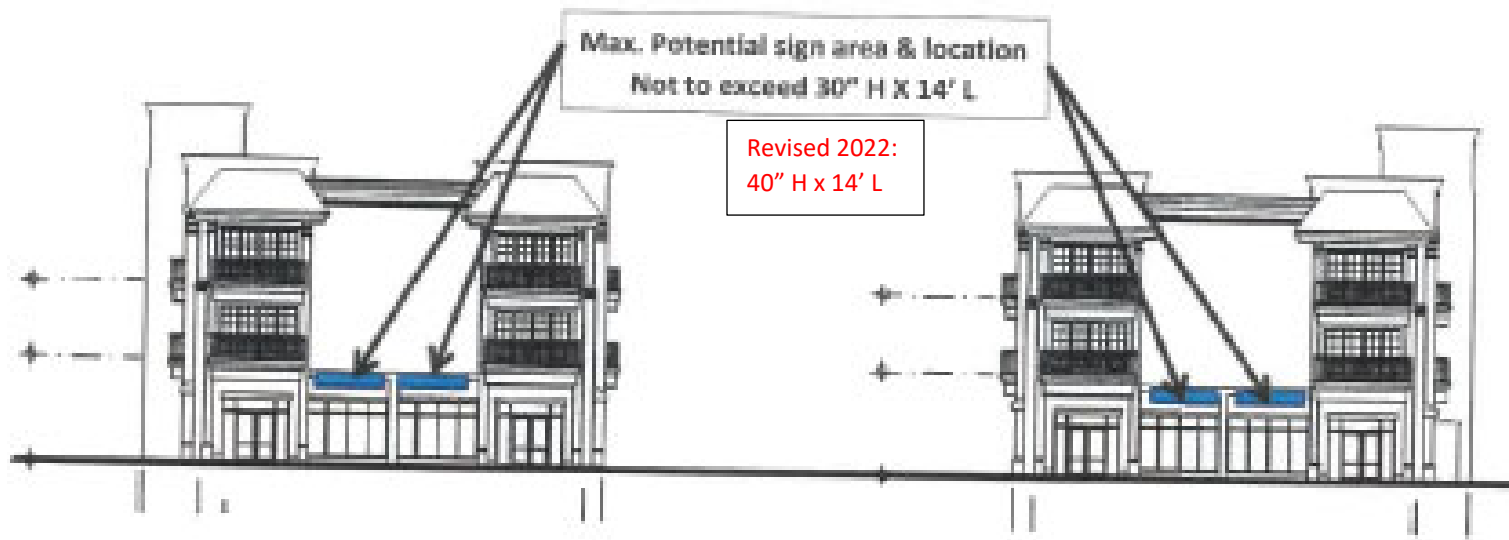 Max. Potential sign area & location
Not to exceed 30" H X 14' L
Revised 2022:
40” H x 14’ L